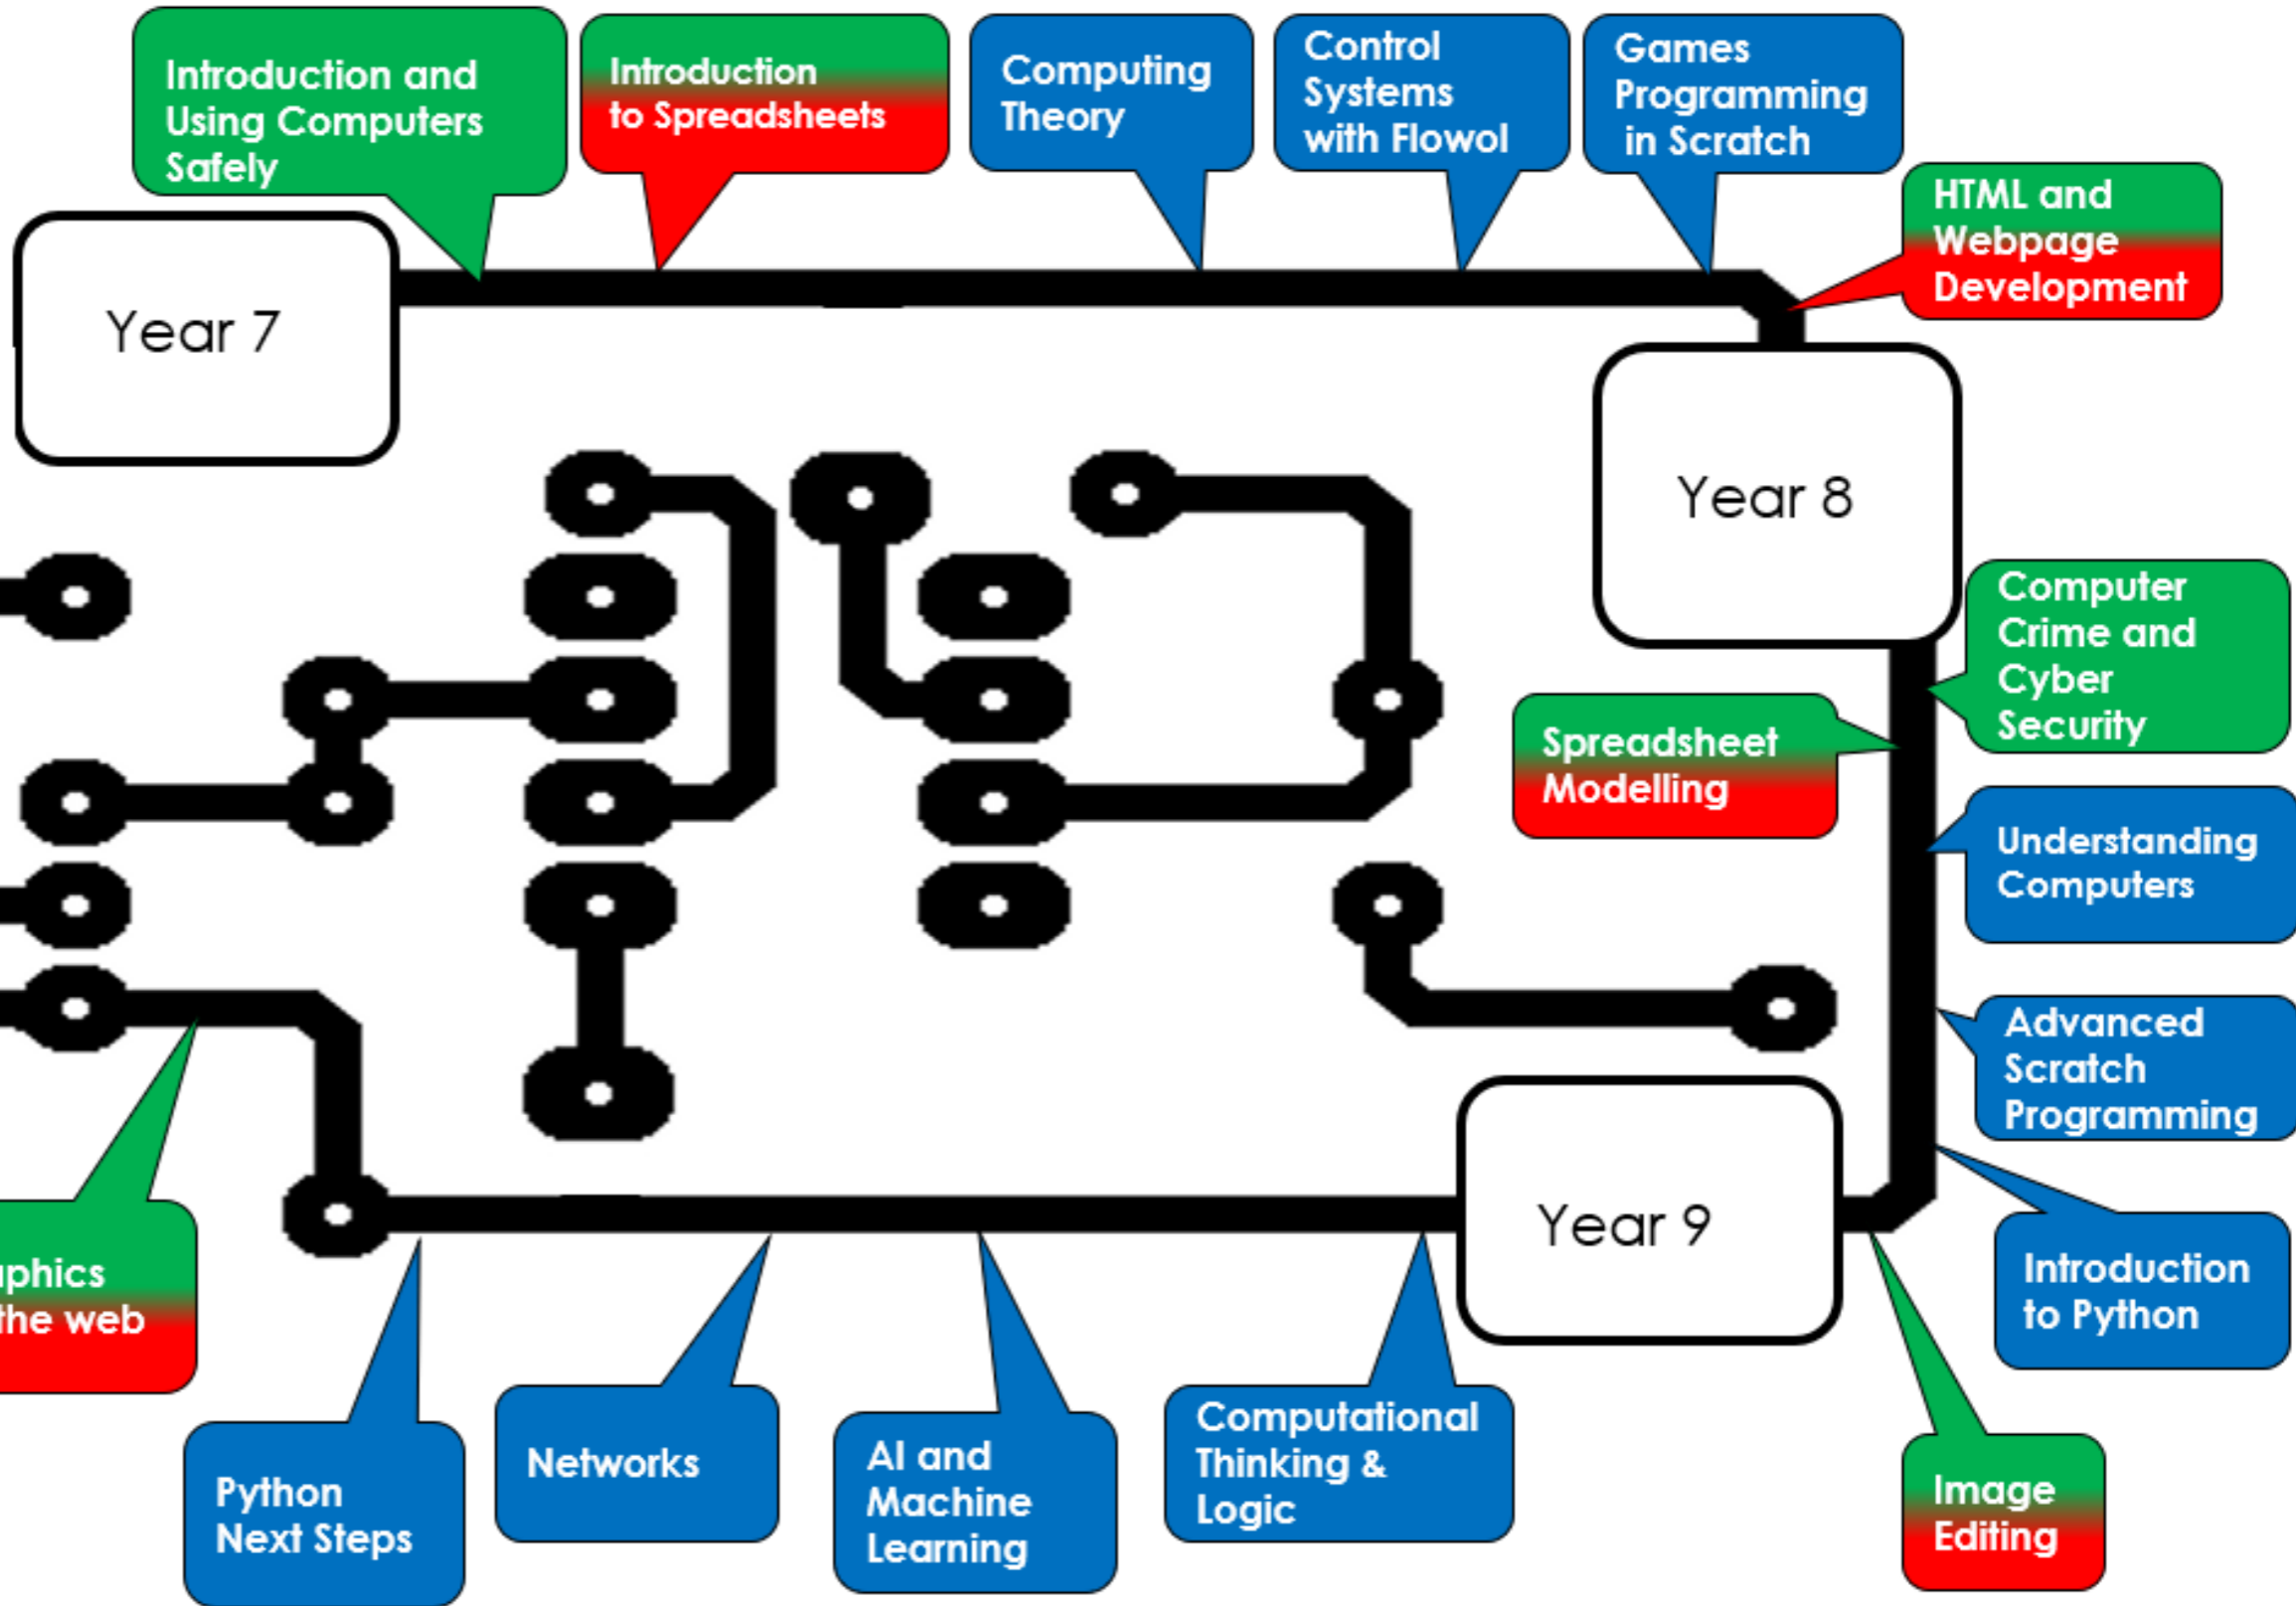 Introduction and
Using Computers
Safely
Introduction
to Spreadsheets
Computing
Theory
Control
Systems
with Flowol
Games
Programming
in Scratch
HTML and
Webpage
Development
Year 7
Year 8
Computer
Crime and
Cyber
Security
Spreadsheet
Modelling
Understanding
Computers
Advanced
Scratch
Programming
Introduction
to Python
Year 9
Image
Editing
Computational
Thinking &
Logic
AI and
Machine
Learning
Networks
Python
Next Steps
the web